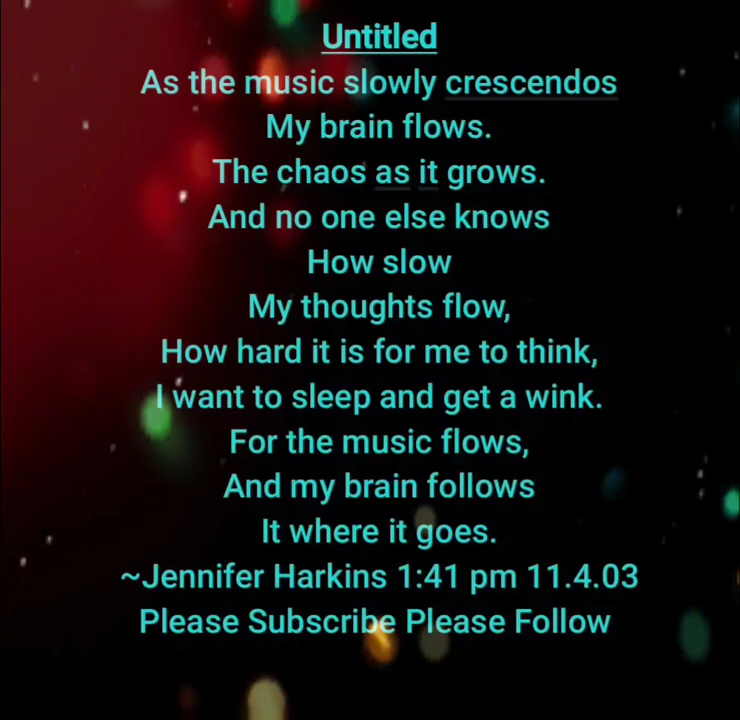 Untitled
As the music slowly crescendos
My brain flows.
The chaos as it grows.
And no one else knows
How slow
My thoughts flow,
How hard it is for me to think,
I want to sleep and get a wink.
For the music flows,
And my brain follows
It where it goes.
~Jennifer Harkins 1:41 pm 11.4.03
Please Subscribe Please Follow